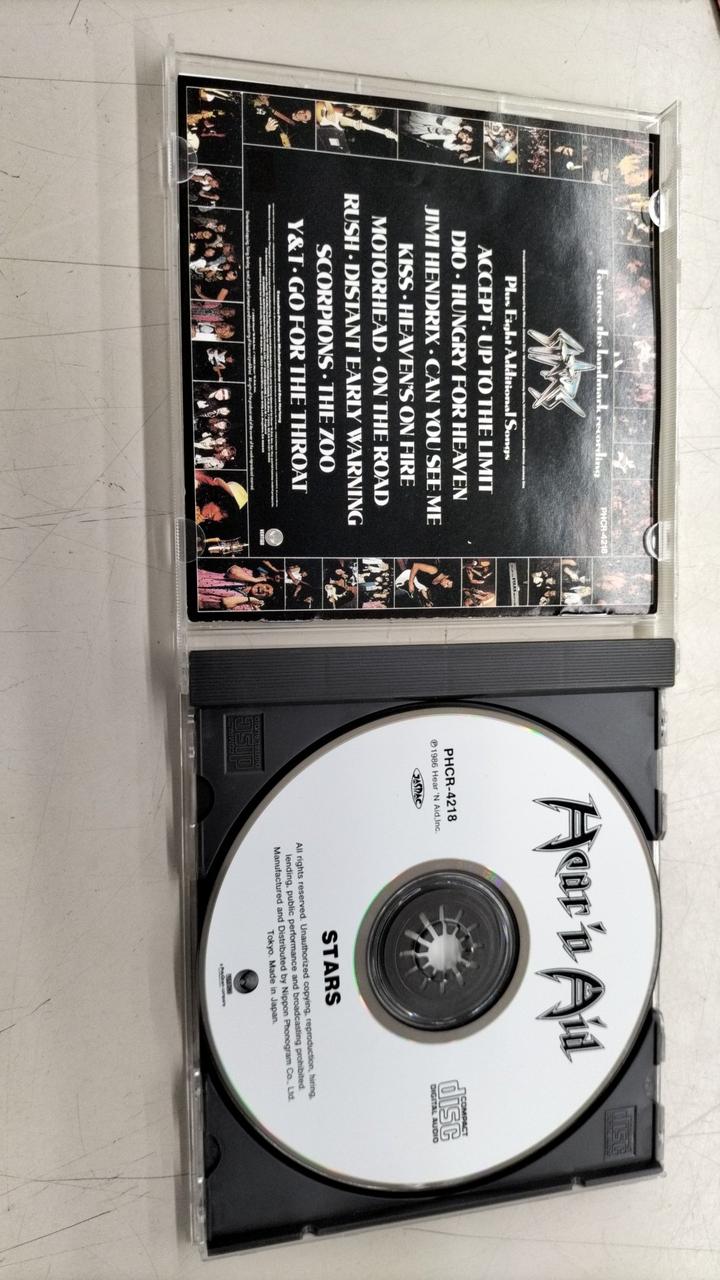 Features the landmark recording
STARS
Plus Eight Additional Songs
ACCEPT · UP TO THE LIMIT
DIO · HUNGRY FOR HEAVEN
JIMI HENDRIX · CAN YOU SEE ME
KISS · HEAVEN'S ON FIRE
MOTORHEAD · ON THE ROAD
RUSH · DISTANT EARLY WARNING
SCORPIONS · THE ZOO
Y&T · GO FOR THE THROAT
PHCR-4218
Hear 'n Aid
PHCR-4218
℗1986 Hear 'N Aid,Inc.
JASRAC
COMPACT
disc
DIGITAL AUDIO
STARS
All rights reserved. Unauthorized copying, reproduction, hiring,
lending, public performance and broadcasting prohibited.
Manufactured and Distributed by Nippon Phonogram Co., Ltd.
Tokyo. Made in Japan.
disc
disc